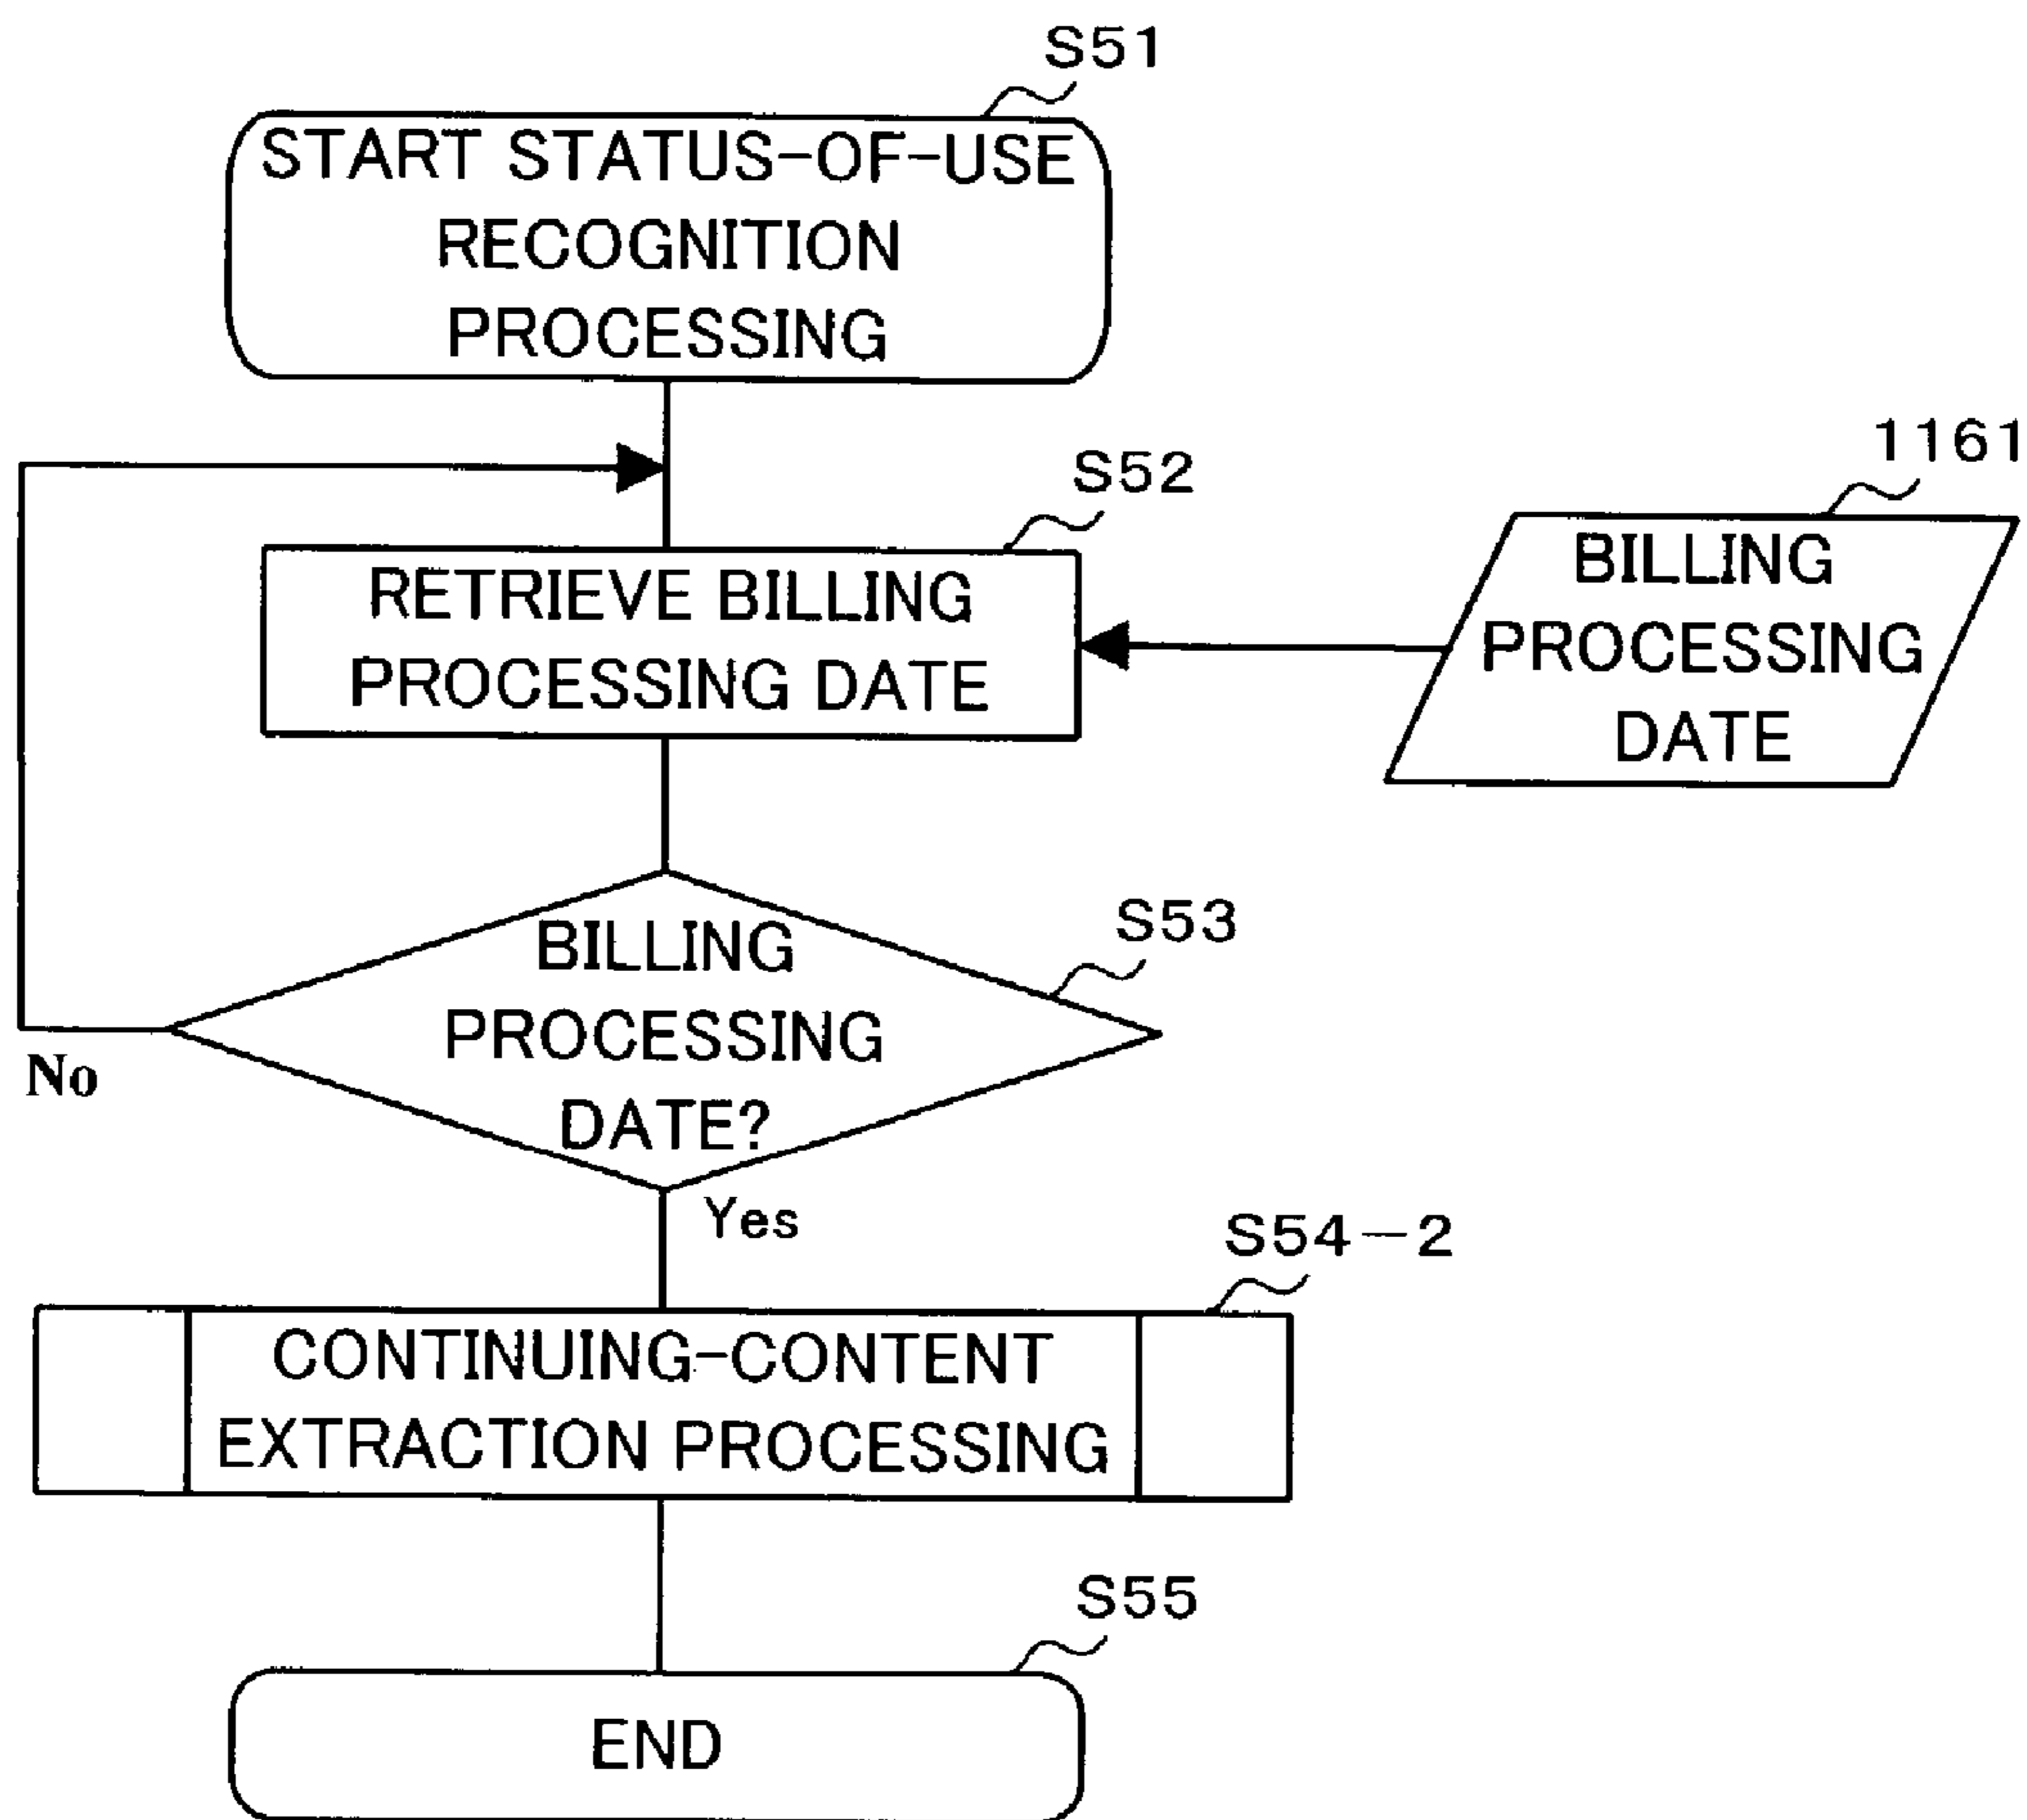 S51
START STATUS-OF-USE
RECOGNITION
PROCESSING
1161
S52
BILLING
PROCESSING
DATE
RETRIEVE BILLING
PROCESSING DATE
S53
BILLING
PROCESSING
DATE?
No
Yes
S54-2
CONTINUING-CONTENT
EXTRACTION PROCESSING
S55
END